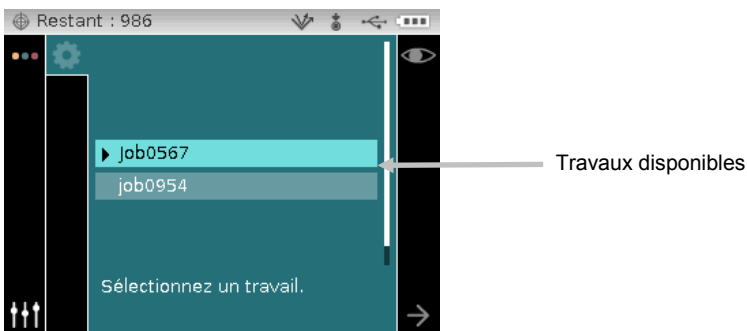 Restant : 986
Job0567
Travaux disponibles
job0954
Sélectionnez un travail.